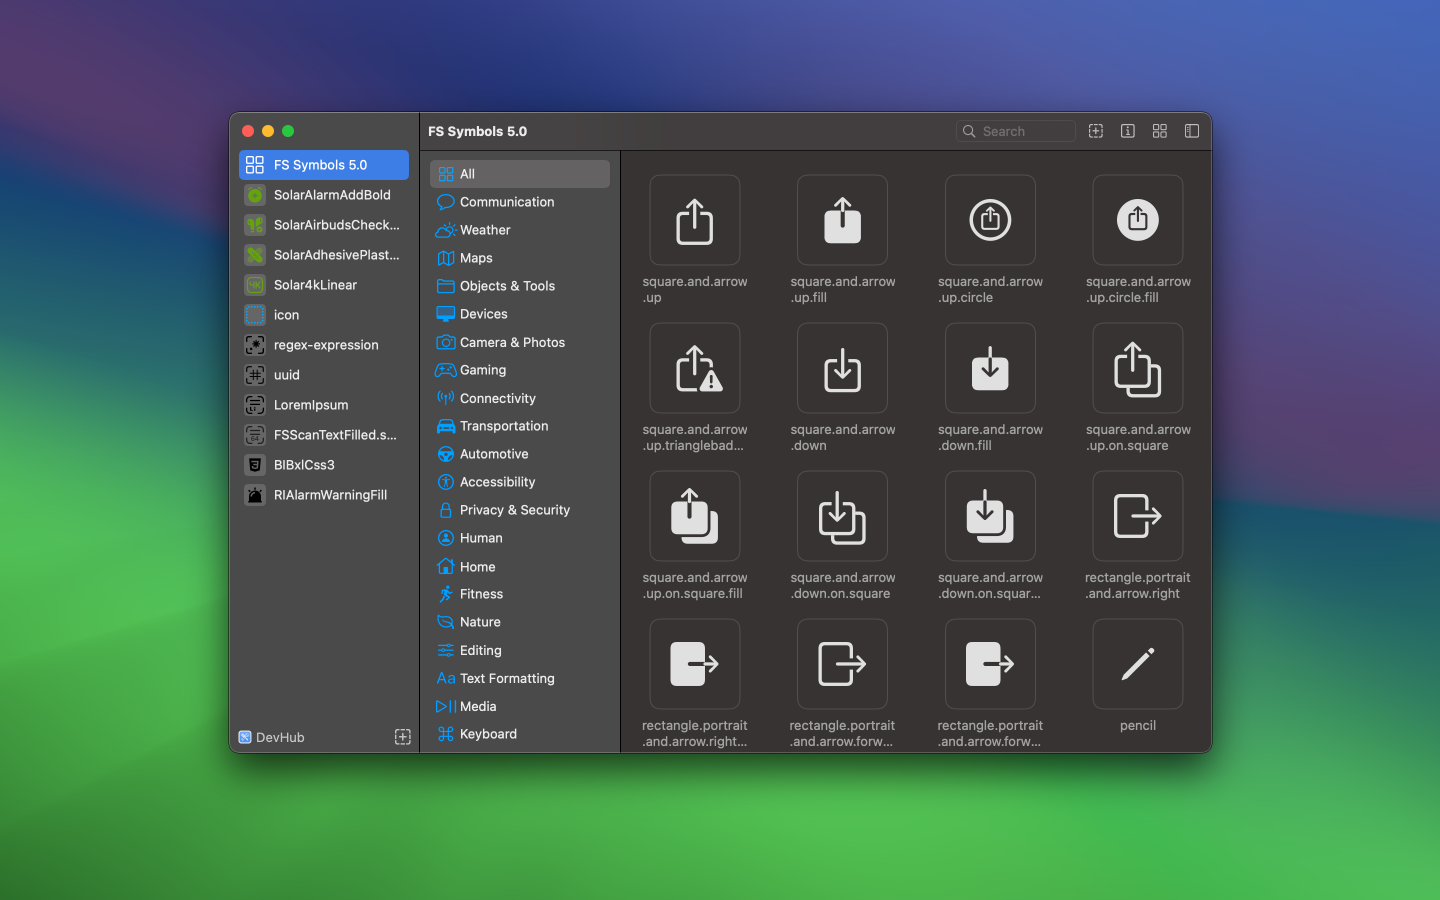 FS Symbols 5.0
SolarAlarmAddBold
SolarAirbudsCheck...
SolarAdhesivePlast...
Solar4kLinear
icon
regex-expression
uuid
LoremIpsum
FSScanTextFilled.s...
BIBxlCss3
RIAlarmWarningFill
DevHub
FS Symbols 5.0
Search
All
Communication
Weather
Maps
Objects & Tools
Devices
Camera & Photos
Gaming
Connectivity
Transportation
Automotive
Accessibility
Privacy & Security
Human
Home
Fitness
Nature
Editing
Aa Text Formatting
Media
Keyboard
square.and.arrow
.up
square.and.arrow
.up.fill
square.and.arrow
.up.circle
square.and.arrow
.up.circle.fill
square.and.arrow
.up.trianglebad...
square.and.arrow
.down
square.and.arrow
.down.fill
square.and.arrow
.up.on.square
square.and.arrow
.up.on.square.fill
square.and.arrow
.down.on.square
square.and.arrow
.down.on.squar...
rectangle.portrait
.and.arrow.right
rectangle.portrait
.and.arrow.right...
rectangle.portrait
.and.arrow.forw...
rectangle.portrait
.and.arrow.forw...
pencil